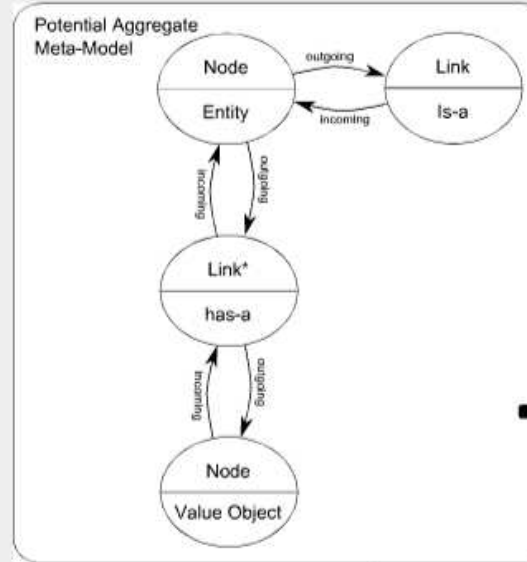 Potential Aggregate
Meta-Model
Node
Entity
outgoing
incoming
Link
Is-a
incoming
outgoing
Link*
has-a
incoming
outgoing
Node
Value Object